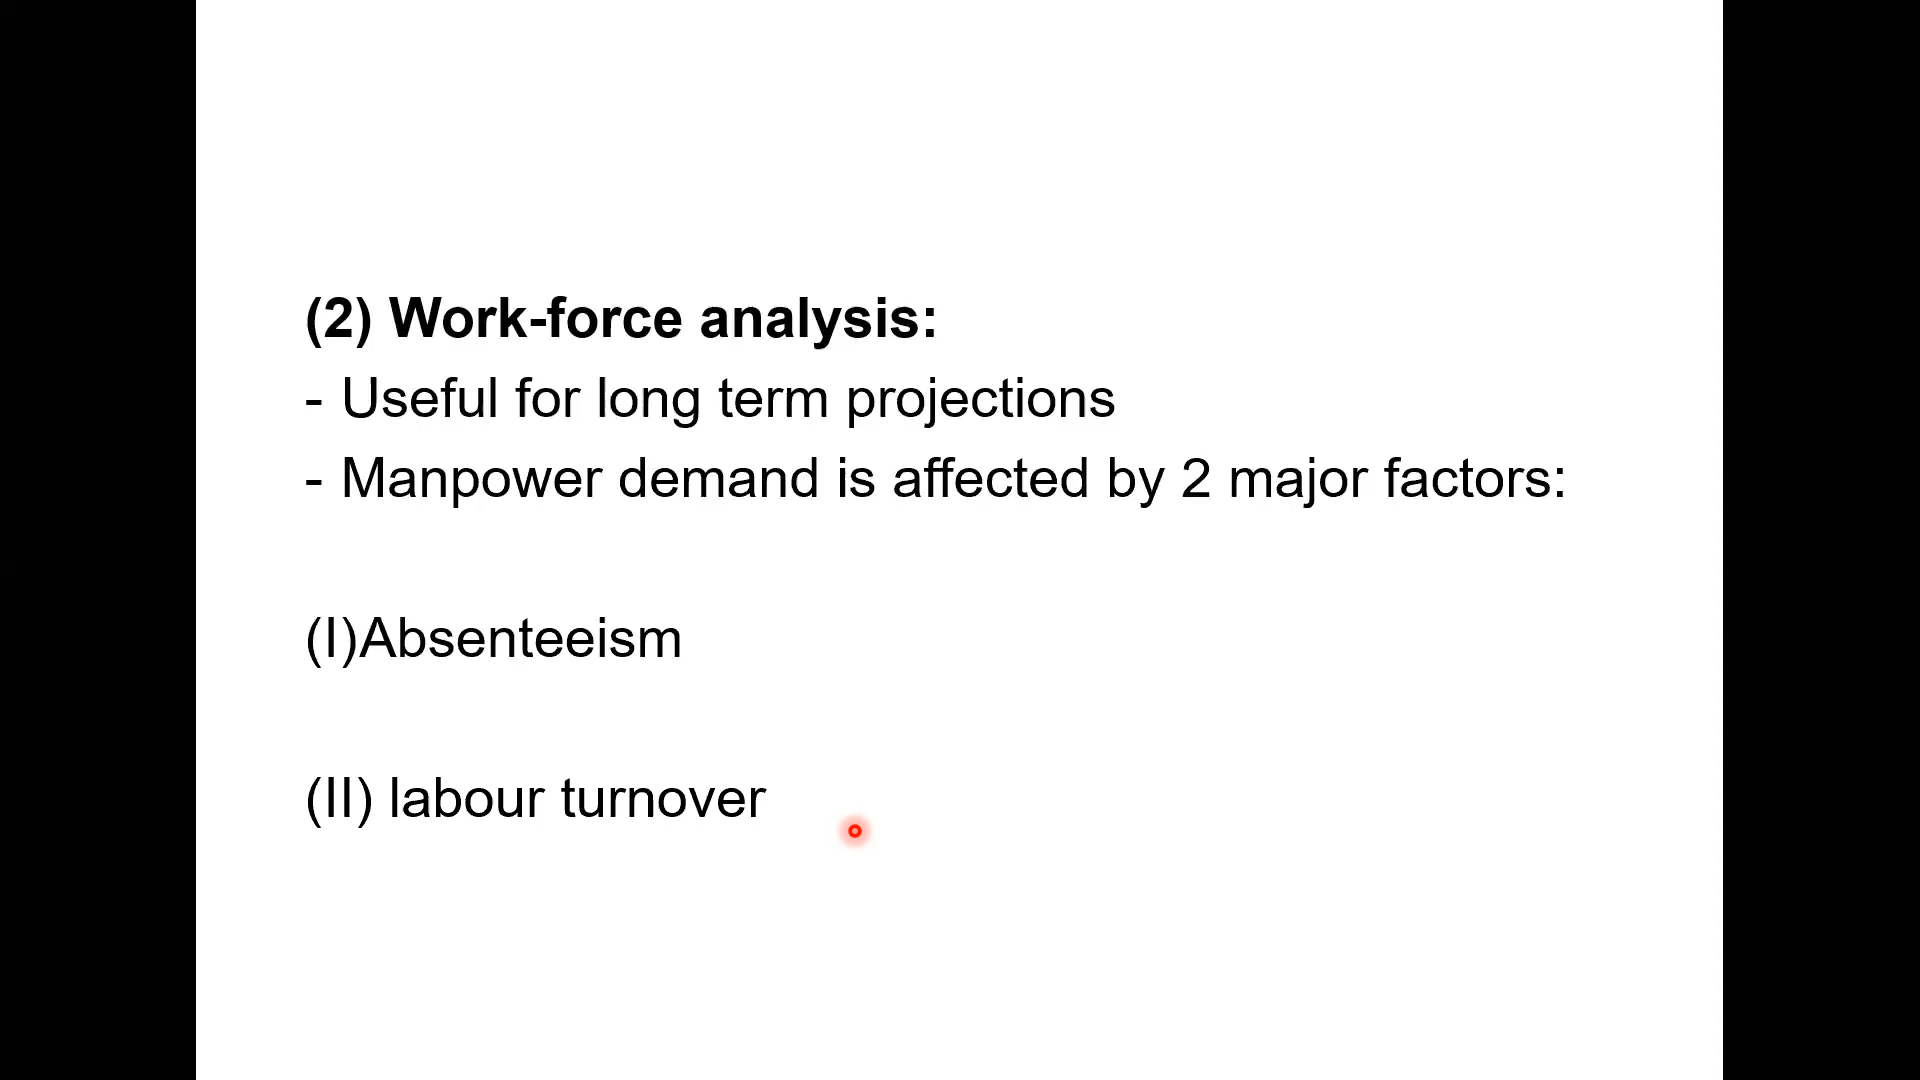 (2) Work-force analysis:
- Useful for long term projections
- Manpower demand is affected by 2 major factors:
(I)Absenteeism
(II) labour turnover